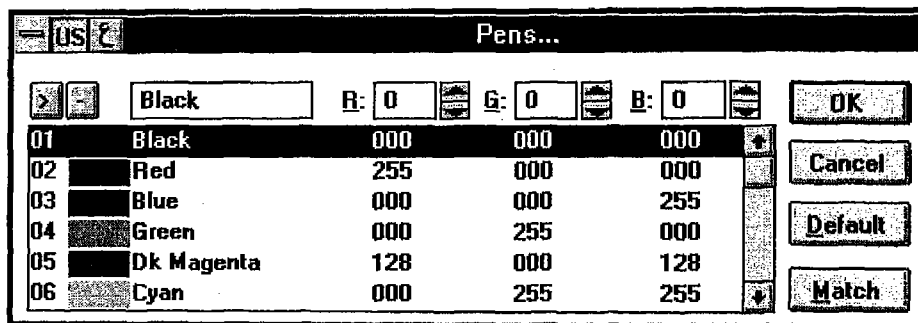 US ع Pens...
> - Black R: 0 G: 0 B: 0 OK
01 Black 000 000 000
02 Red 255 000 000 Cancel
03 Blue 000 000 255
04 Green 000 255 000 Default
05 Dk Magenta 128 000 128
06 Cyan 000 255 255 Match